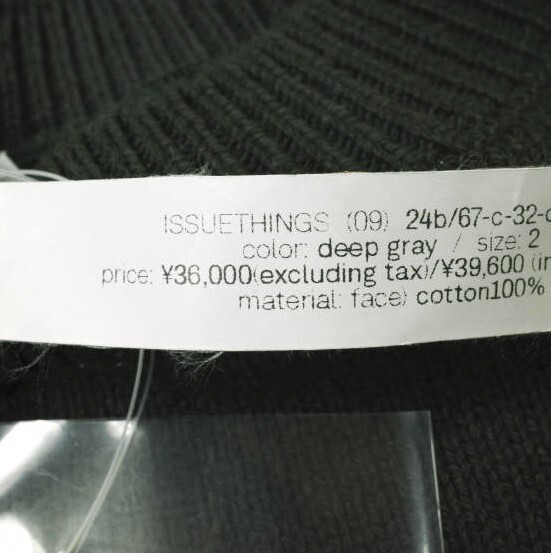 ISSUETHINGS (09) 24b/67-c-32-c
color: deep gray / size: 2
price: ¥36,000(excluding tax)/¥39,600 (in
material: face) cotton100%